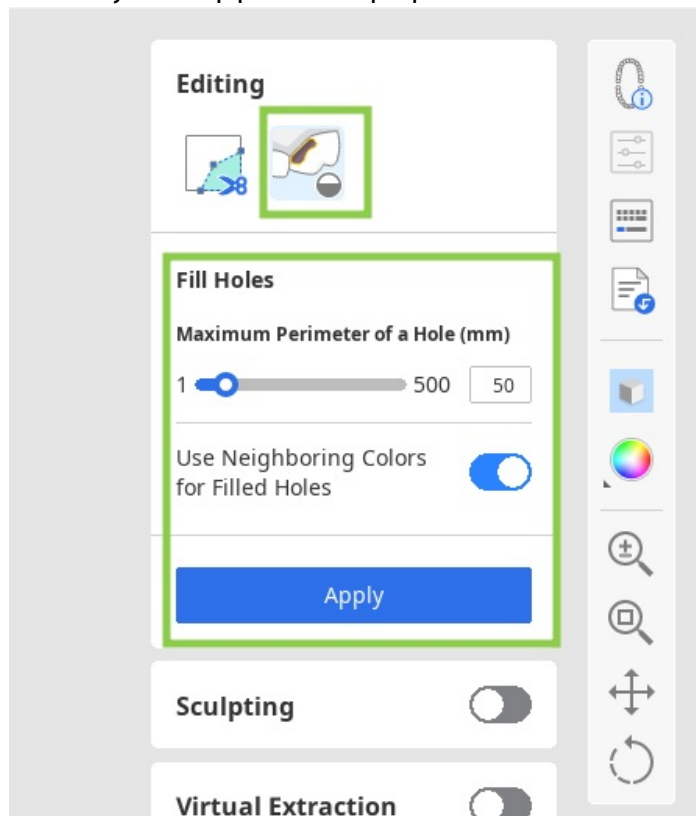 Editing
Fill Holes
Maximum Perimeter of a Hole (mm)
1 500 50
Use Neighboring Colors
for Filled Holes
Apply
Sculpting
Virtual Extraction